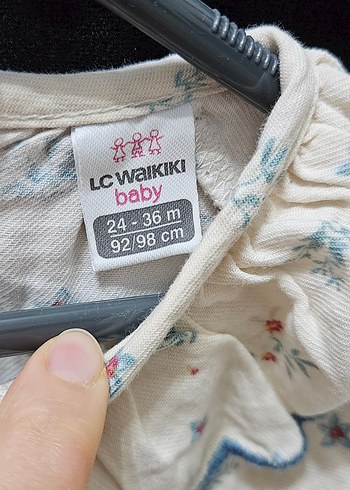 LC WAIKIKI
baby
24 - 36 m
92/98 cm